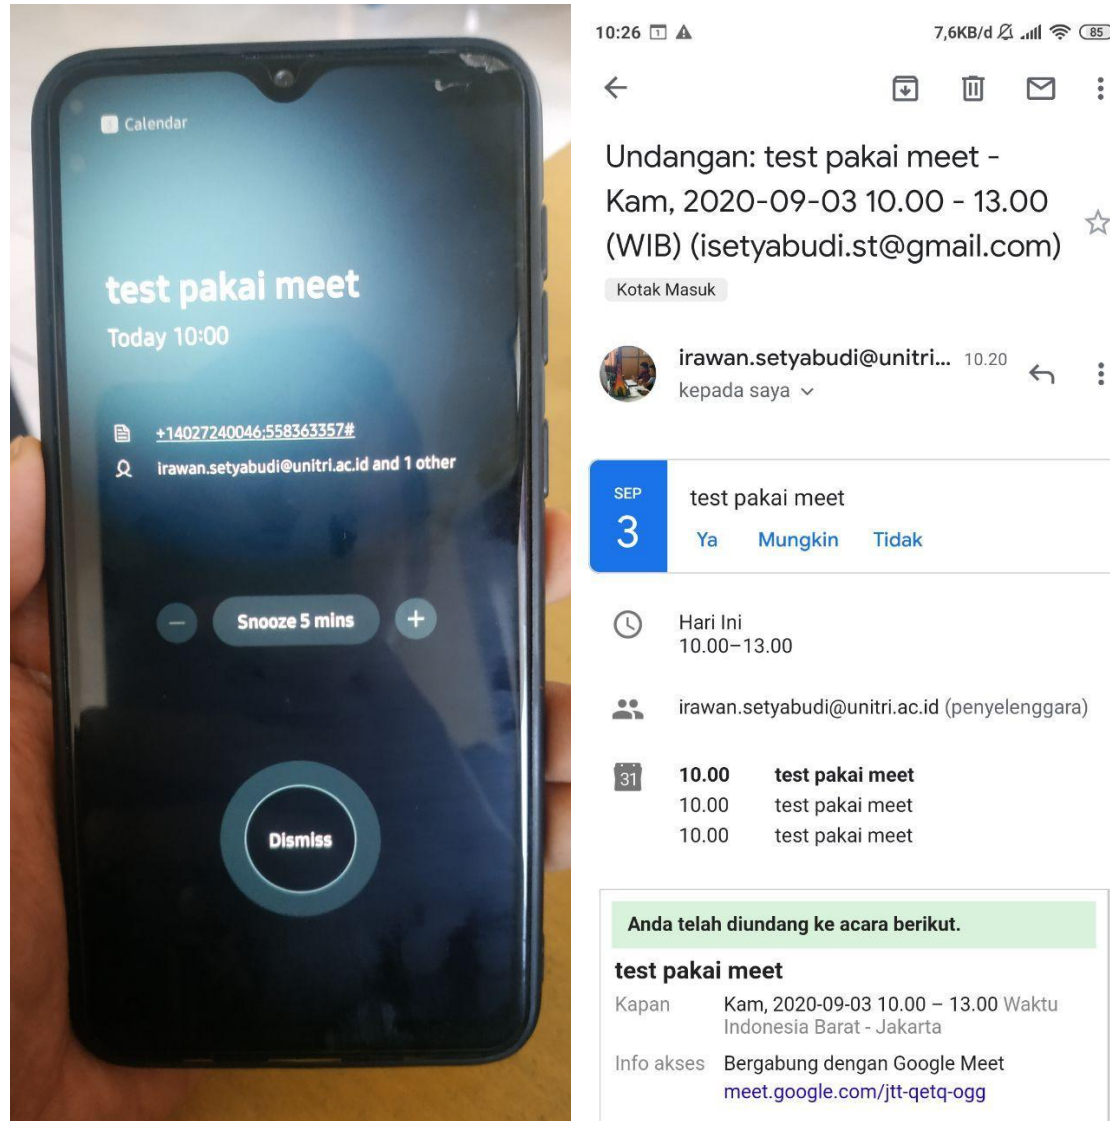 Calendar
test pakai meet
Today 10:00
+14027240046;558363357#
irawan.setyabudi@unitri.ac.id and 1 other
Snooze 5 mins
Dismiss
10:26
7,6KB/d
85
Undangan: test pakai meet -
Kam, 2020-09-03 10.00 - 13.00
(WIB) (isetyabudi.st@gmail.com)
Kotak Masuk
irawan.setyabudi@unitri... 10.20
kepada saya
SEP
3
test pakai meet
Ya Mungkin Tidak
Hari Ini
10.00–13.00
irawan.setyabudi@unitri.ac.id (penyelenggara)
31
10.00 test pakai meet
10.00 test pakai meet
10.00 test pakai meet
Anda telah diundang ke acara berikut.
test pakai meet
Kapan Kam, 2020-09-03 10.00 – 13.00 Waktu
Indonesia Barat - Jakarta
Info akses Bergabung dengan Google Meet
meet.google.com/jtt-qetq-ogg